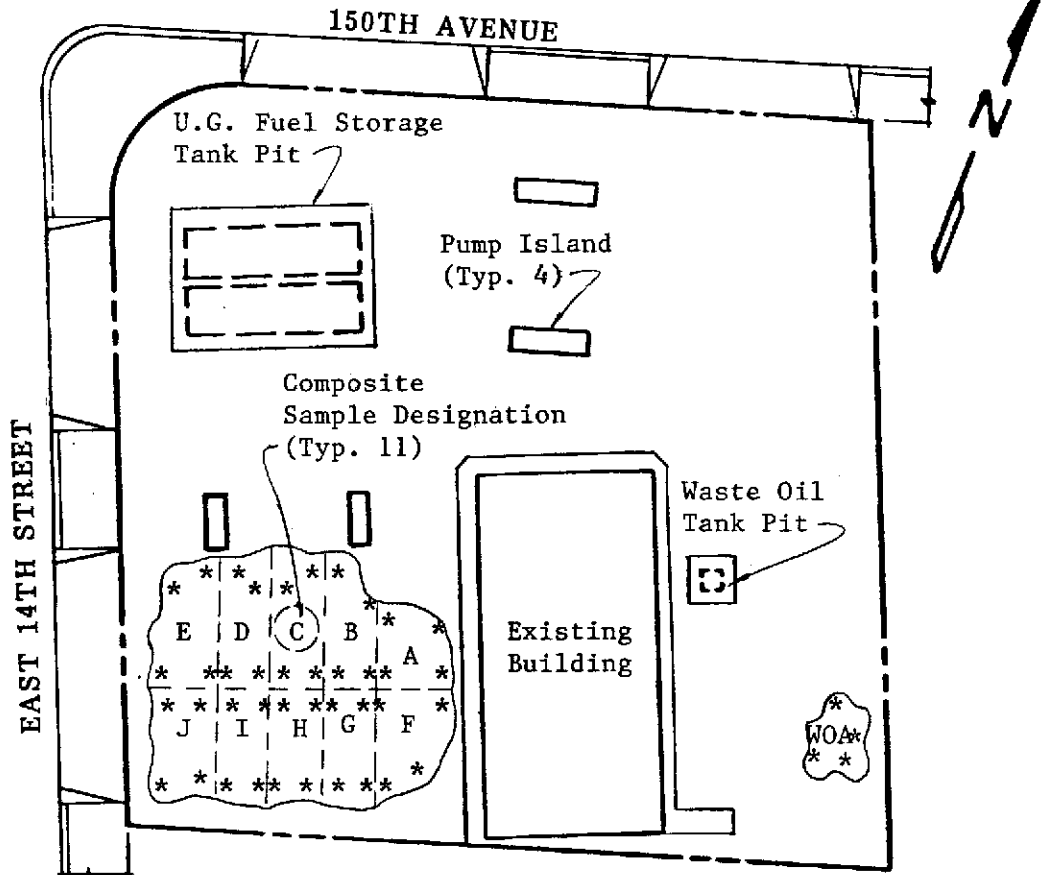 150TH AVENUE
N
U.G. Fuel Storage
Tank Pit
Pump Island
(Typ. 4)
Composite
Sample Designation
(Typ. 11)
Waste Oil
Tank Pit
EAST 14TH STREET
E D C B A
Existing
Building
J I H G F
WOA